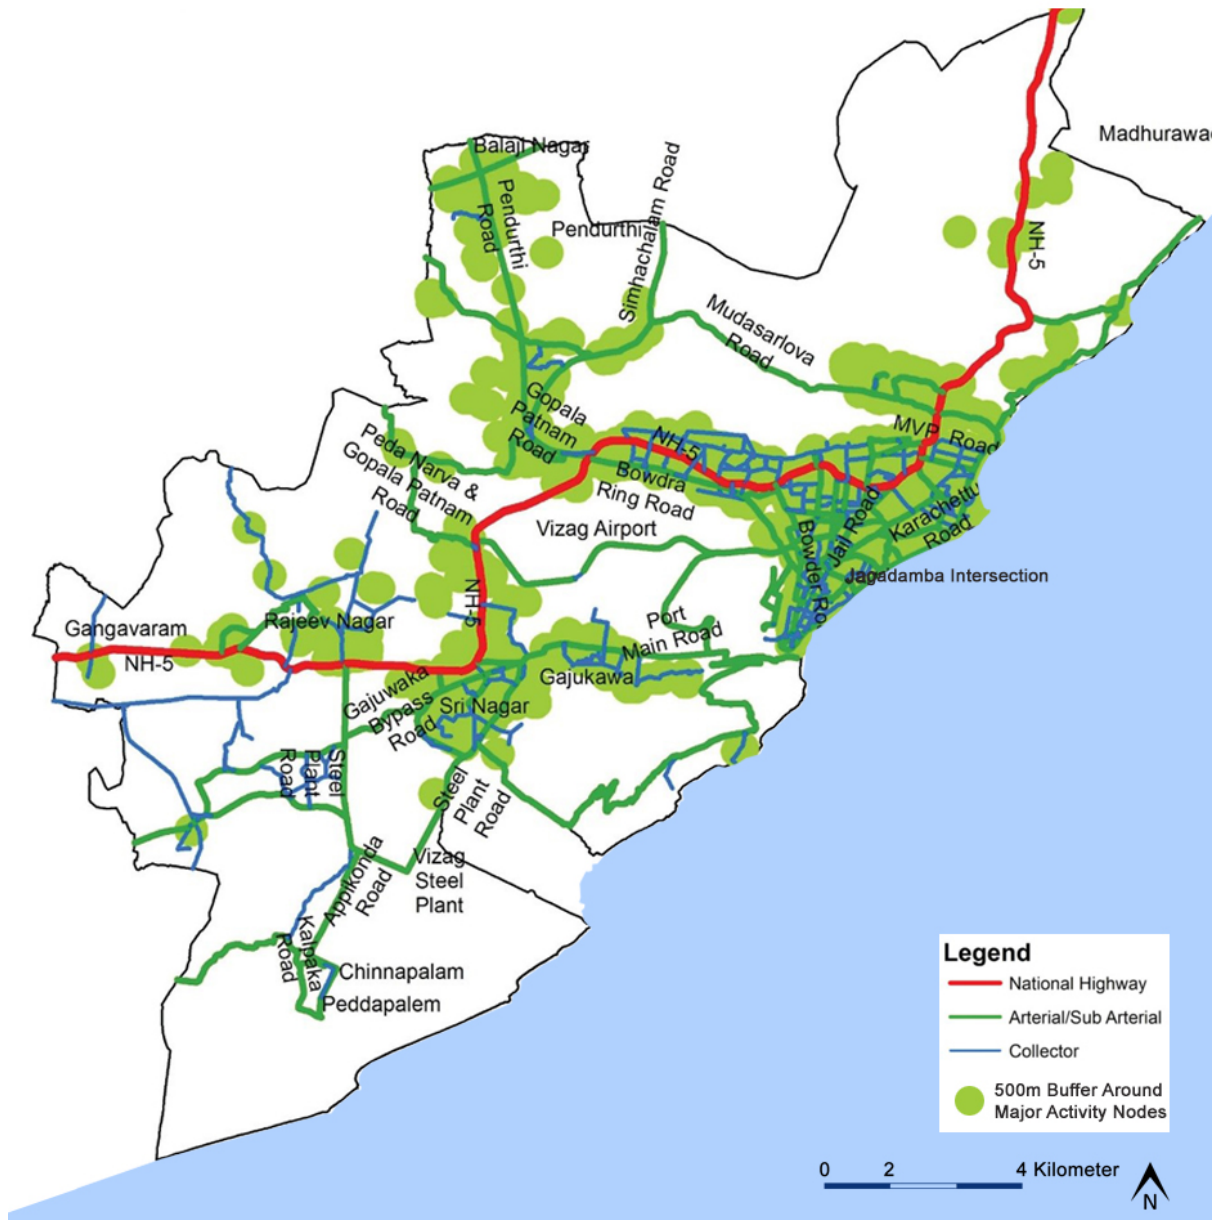 Madhurawa
Balaji Nagar
Pendurthi
Road
Pendurthi
Simhachalam Road
NH-5
Mudasarlova
Road
Gopala
Patnam
Road
MVP Road
NH-5
Peda Narva &
Gopala Patnam
Road
Bowdra
Ring Road
Vizag Airport
Karachettu
Road
Jail Road
Bowder Ro
Jagadamba Intersection
NH-5
Port
Main Road
Rajeev Nagar
Gangavaram
NH-5
Gajukawa
Gajuwaka
Bypass
Road
Sri Nagar
Steel
Plant
Road
Steel
Plant
Road
Vizag
Steel
Plant
Appikonda
Road
Kalpaka
Road
Chinnapalam
Peddapalem
Legend
National Highway
Arterial/Sub Arterial
Collector
500m Buffer Around
Major Activity Nodes
0 2 4 Kilometer
N